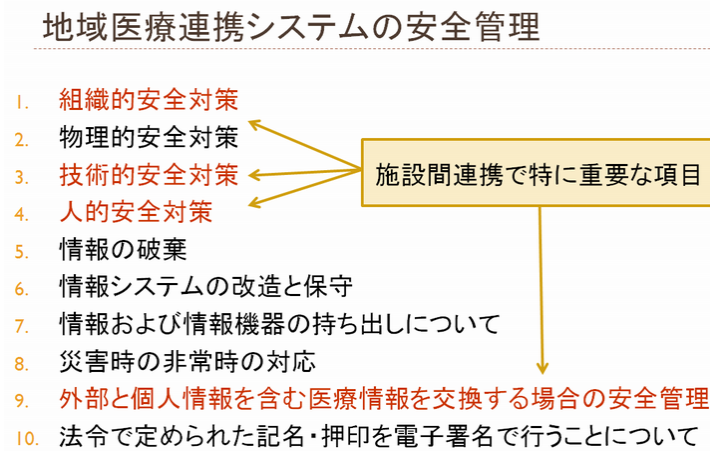 地域医療連携システムの安全管理
1. 組織的安全対策
2. 物理的安全対策
3. 技術的安全対策
4. 人的安全対策
施設間連携で特に重要な項目
5. 情報の破棄
6. 情報システムの改造と保守
7. 情報および情報機器の持ち出しについて
8. 災害時の非常時の対応
9. 外部と個人情報を含む医療情報を交換する場合の安全管理
10. 法令で定められた記名・押印を電子署名で行うことについて